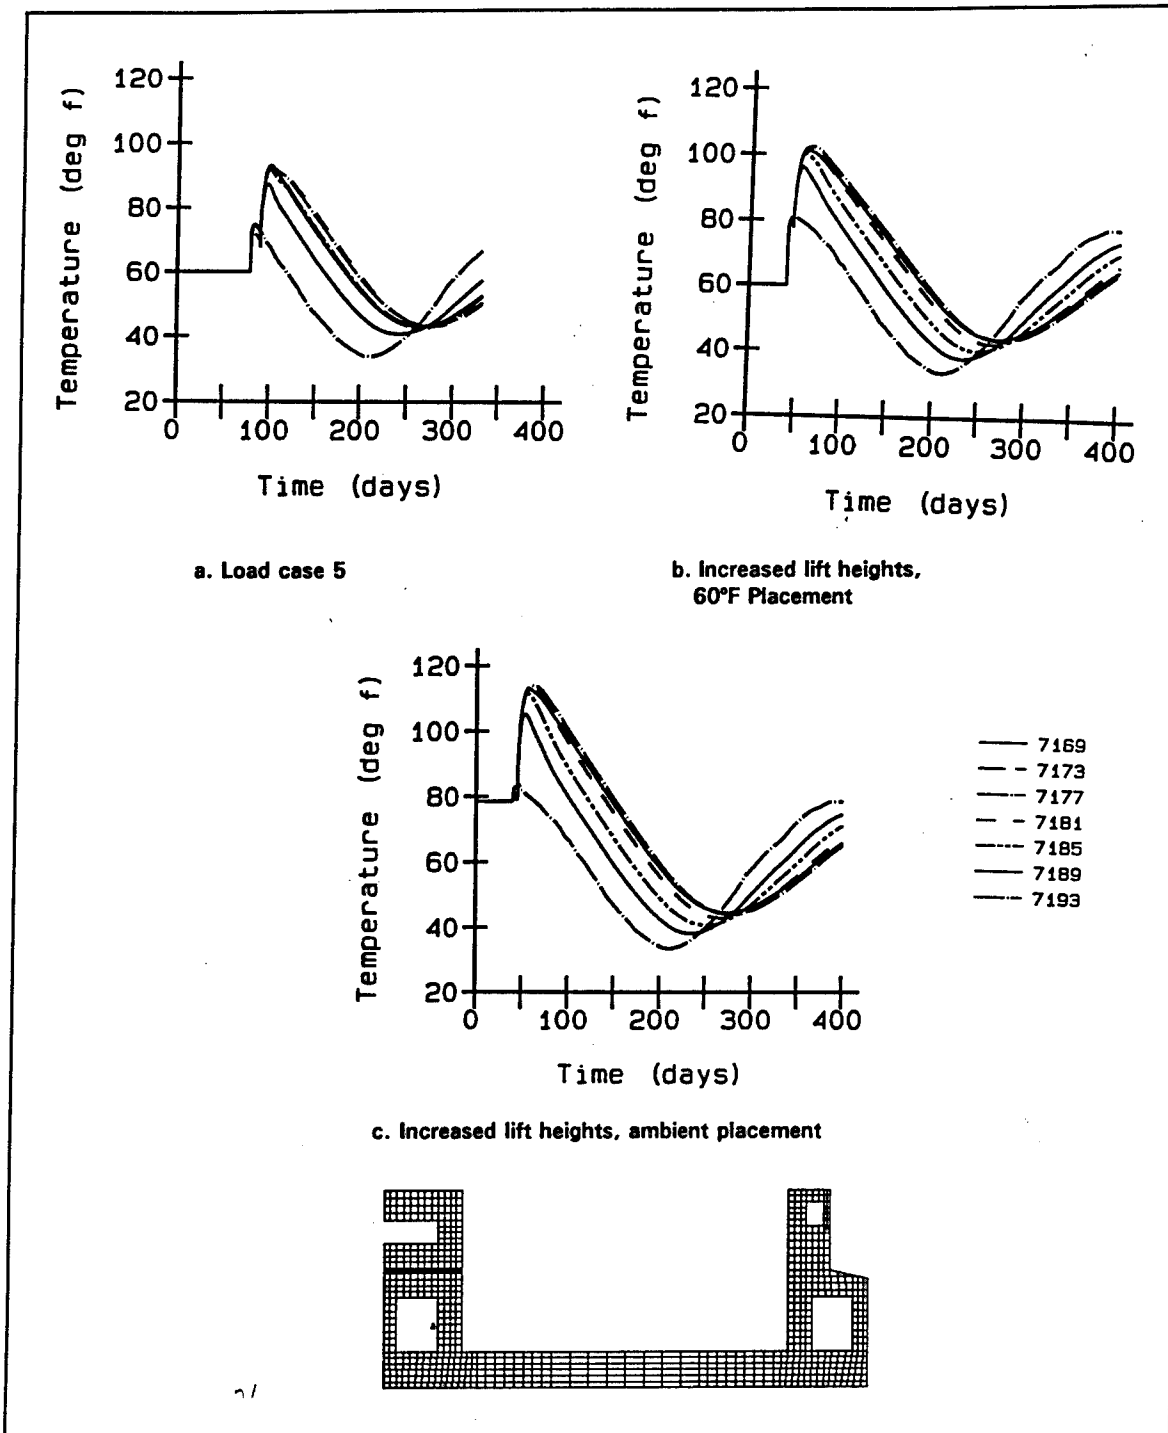 120
100
80
60
40
20
Temperature (deg f)
0 100 200 300 400
Time (days)
a. Load case 5
120
100
80
60
40
20
Temperature (deg f)
0 100 200 300 400
Time (days)
b. Increased lift heights,
60°F Placement
120
100
80
60
40
20
Temperature (deg f)
0 100 200 300 400
Time (days)
7169
7173
7177
7181
7185
7189
7193
c. Increased lift heights, ambient placement